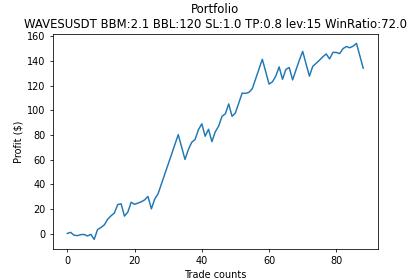 Portfolio
WAVESUSDT BBM:2.1 BBL:120 SL:1.0 TP:0.8 lev:15 WinRatio:72.0
160
140
120
100
80
60
40
20
0
Profit ($)
0 20 40 60 80
Trade counts